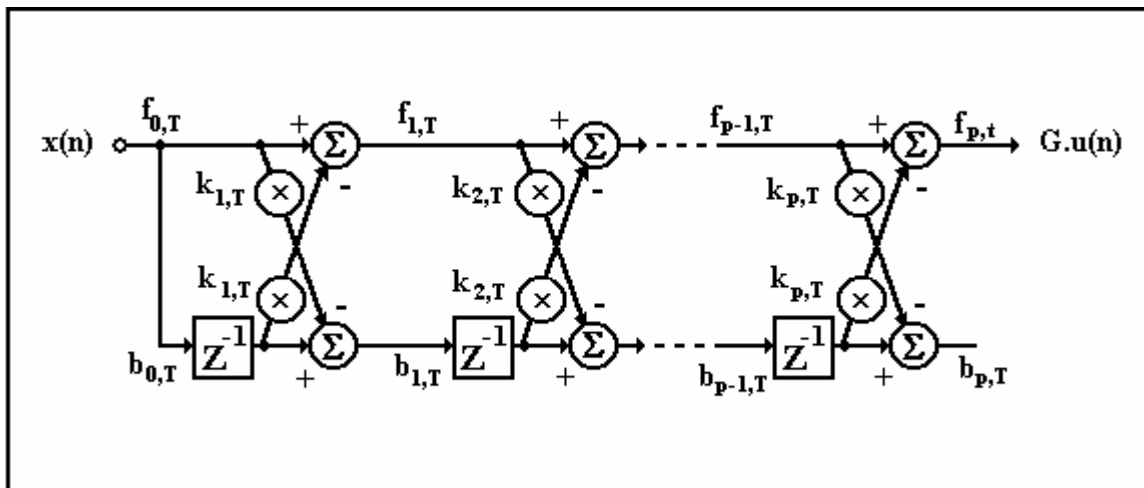 f0,T f1,T fp-1,T fp,t
x(n) + Σ + Σ + Σ G.u(n)
k1,T × - k2,T × - kp,T × -
k1,T × - k2,T × - kp,T × -
Z-1 Σ Z-1 Σ Z-1 Σ
b0,T + b1,T + bp-1,T + bp,T